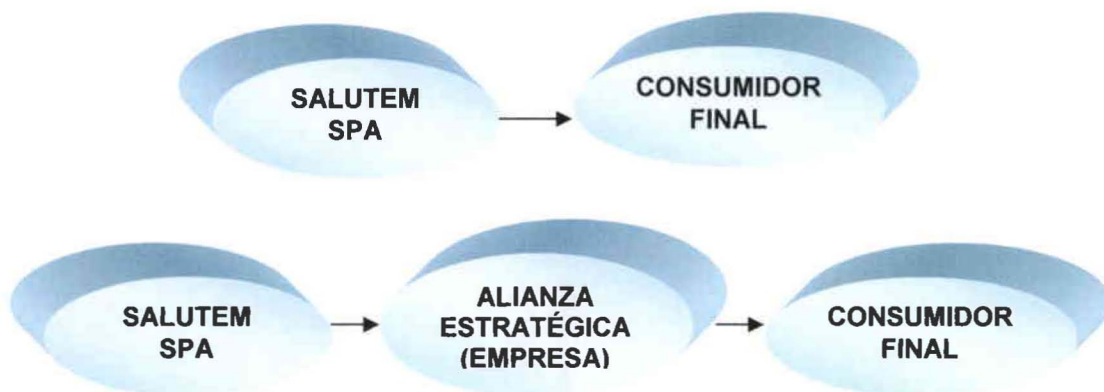 SALUTEM
SPA
CONSUMIDOR
FINAL
SALUTEM
SPA
ALIANZA
ESTRATÉGICA
(EMPRESA)
CONSUMIDOR
FINAL